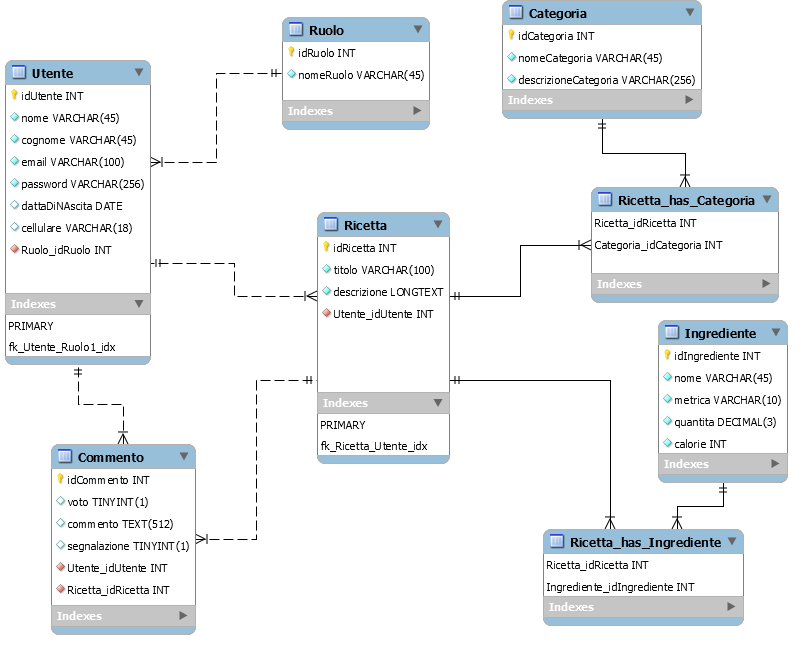 Utente
idUtente INT
nome VARCHAR(45)
cognome VARCHAR(45)
email VARCHAR(100)
password VARCHAR(256)
dattaDiNAscita DATE
cellulare VARCHAR(18)
Ruolo_idRuolo INT
Indexes
PRIMARY
fk_Utente_Ruolo1_idx
Ruolo
idRuolo INT
nomeRuolo VARCHAR(45)
Indexes
Categoria
idCategoria INT
nomeCategoria VARCHAR(45)
descrizioneCategoria VARCHAR(256)
Indexes
Ricetta_has_Categoria
Ricetta_idRicetta INT
Categoria_idCategoria INT
Indexes
Ricetta
idRicetta INT
titolo VARCHAR(100)
descrizione LONGTEXT
Utente_idUtente INT
Indexes
PRIMARY
fk_Ricetta_Utente_idx
Ingrediente
idIngrediente INT
nome VARCHAR(45)
metrica VARCHAR(10)
quantita DECIMAL(3)
calorie INT
Indexes
Commento
idCommento INT
voto TINYINT(1)
commento TEXT(512)
segnalazione TINYINT(1)
Utente_idUtente INT
Ricetta_idRicetta INT
Indexes
Ricetta_has_Ingrediente
Ricetta_idRicetta INT
Ingrediente_idIngrediente INT
Indexes